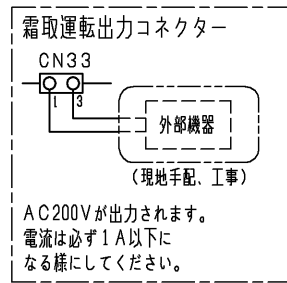 霜取運転出力コネクター
CN33
1 3
外部機器
(現地手配、工事)
AC200Vが出力されます。
電流は必ず1A以下に
なる様にしてください。